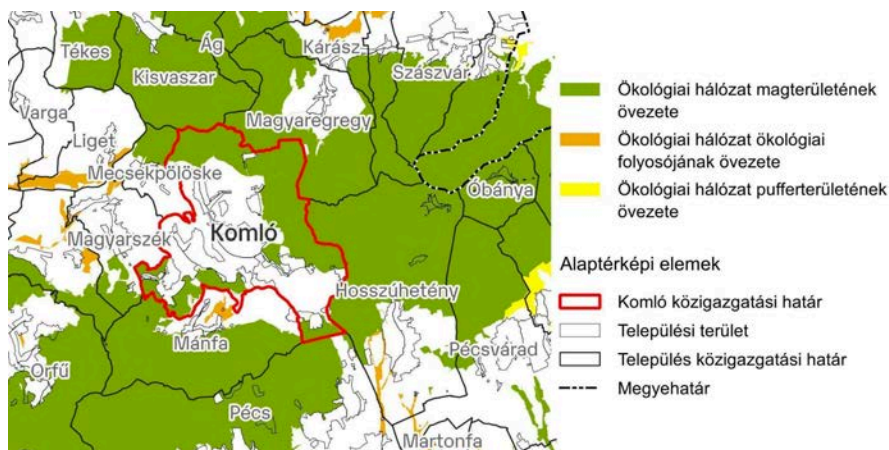 Tékes
Ág
Kárász
Kisvaszar
Szászvár
Varga
Magyaregregy
Liget
Mecsekpölöske
Óbánya
Magyarszék
Komló
Hosszúhetény
Mánfa
Pécsvárad
Orfű
Pécs
Martonfa
Ökológiai hálózat magterületének
övezete
Ökológiai hálózat ökológiai
folyosójának övezete
Ökológiai hálózat pufferterületének
övezete
Alaptérképi elemek
Komló közigazgatási határ
Települési terület
Település közigazgatási határ
Megyehatár